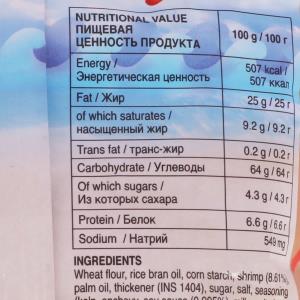 NUTRITIONAL VALUE
ПИЩЕВАЯ
ЦЕННОСТЬ ПРОДУКТА
100 g / 100 г
Energy /
Энергетическая ценность
507 kcal /
507 ккал
Fat / Жир
25 g / 25 г
of which saturates /
насыщенный жир
9.2 g / 9.2 г
Trans fat / транс-жир
0.2 g / 0.2 г
Carbohydrate / Углеводы
64 g / 64 г
Of which sugars /
Из которых сахара
4.3 g / 4.3 г
Protein / Белок
6.6 g / 6.6 г
Sodium / Натрий
549 mg
INGREDIENTS
Wheat flour, rice bran oil, corn starch, shrimp (8.61%
palm oil, thickener (INS 1404), sugar, salt, seasoning